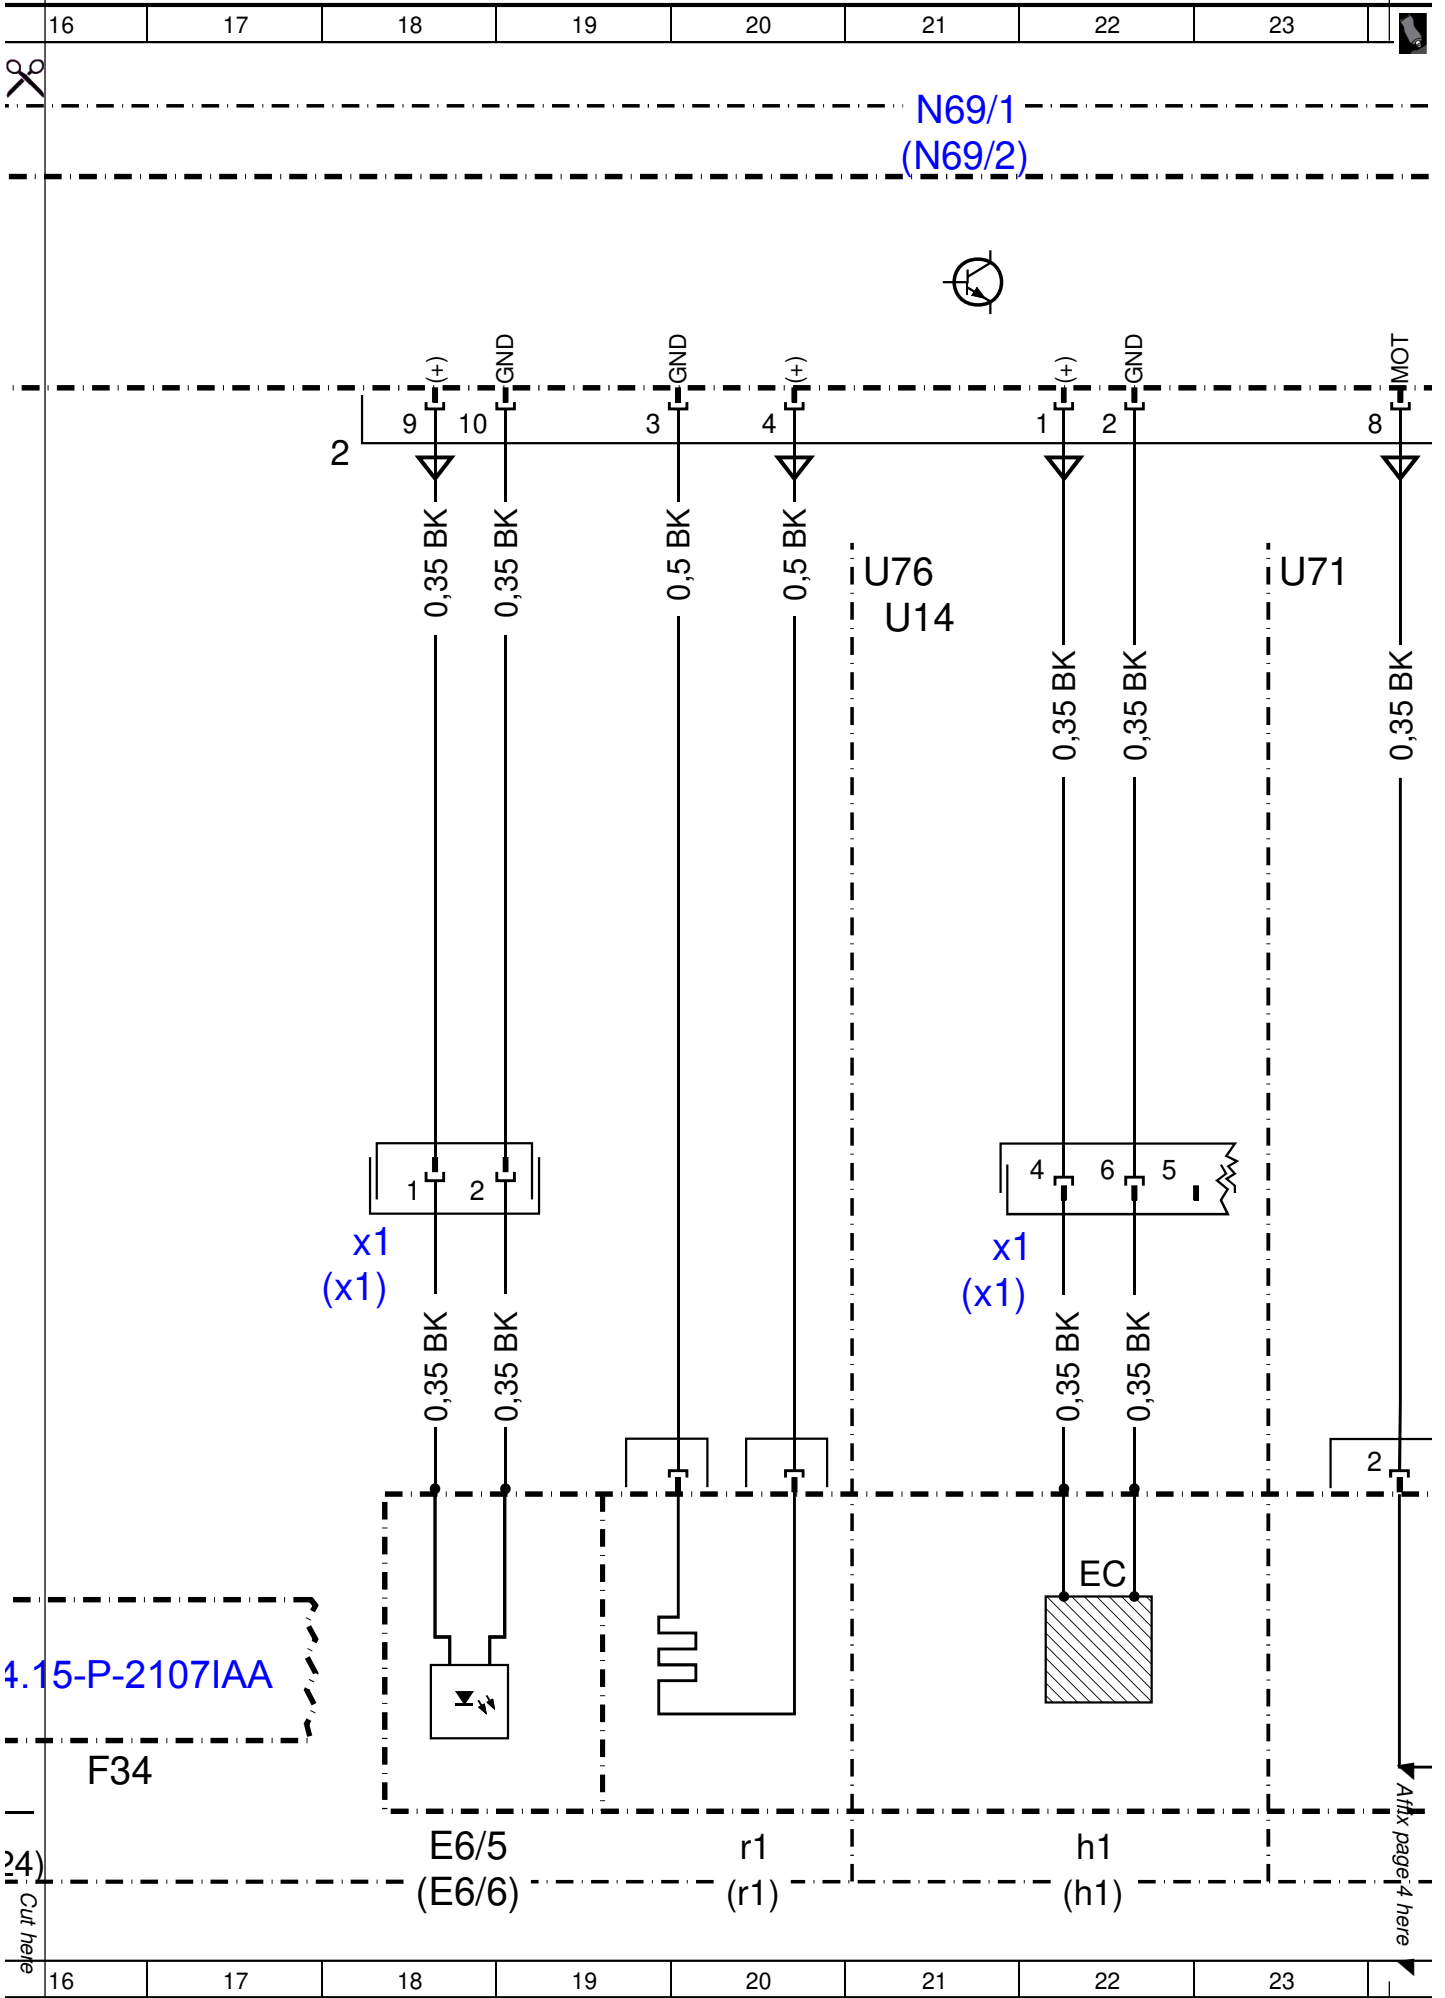 16 17 18 19 20 21 22 23
N69/1
(N69/2)
(+) GND GND (+) (+) GND MOT
9 10 3 4 1 2 8
2
0,35 BK 0,35 BK 0,5 BK 0,5 BK
U76 U71
U14
0,35 BK 0,35 BK 0,35 BK
4 6 5
1 2
x1 x1
(x1) (x1)
0,35 BK 0,35 BK 0,35 BK 0,35 BK
2
EC
4.15-P-2107IAA
F34
E6/5 r1 h1
24)
(E6/6) (r1) (h1)
Cut here
Affix page 4 here
16 17 18 19 20 21 22 23